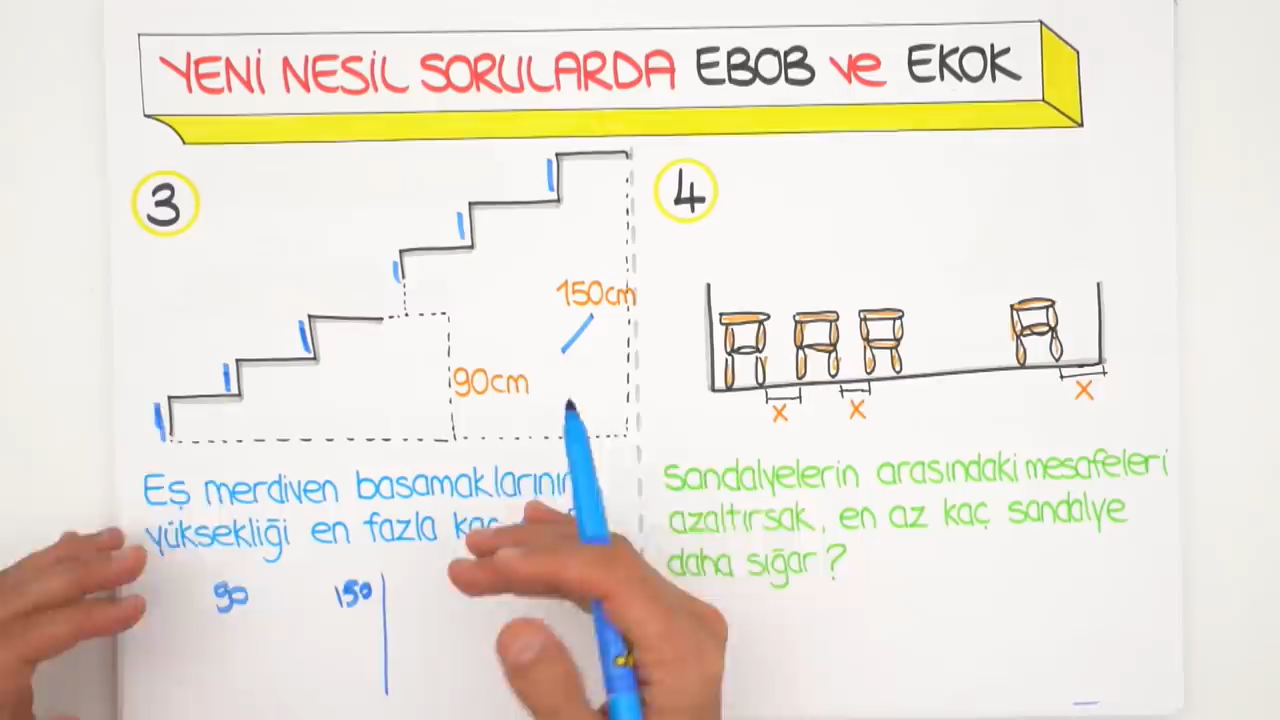 YENİ NESİL SORULARDA EBOB ve EKOK
3
150cm
90cm
Eş merdiven basamaklarının
yüksekliği en fazla kaç
90 150
4
x x x
Sandalyelerin arasındaki mesafeleri
azaltırsak, en az kaç sandalye
daha sığar?